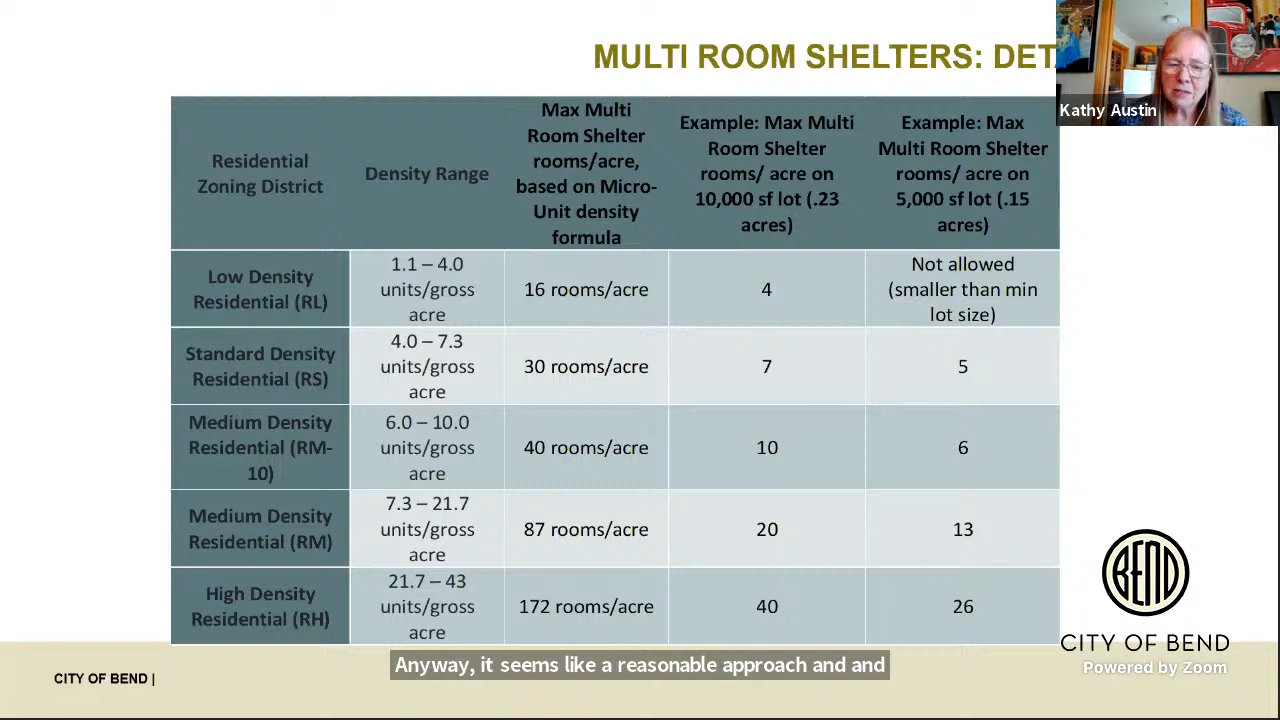 MULTI ROOM SHELTERS: DETA
Kathy Austin
Residential
Zoning District
Density Range
Max Multi
Room Shelter
rooms/acre,
based on Micro-
Unit density
formula
Example: Max Multi
Room Shelter
rooms/ acre on
10,000 sf lot (.23
acres)
Example: Max
Multi Room Shelter
rooms/ acre on
5,000 sf lot (.15
acres)
Low Density
Residential (RL)
1.1 – 4.0
units/gross
acre
16 rooms/acre
4
Not allowed
(smaller than min
lot size)
Standard Density
Residential (RS)
4.0 – 7.3
units/gross
acre
30 rooms/acre
7
5
Medium Density
Residential (RM-
10)
6.0 – 10.0
units/gross
acre
40 rooms/acre
10
6
Medium Density
Residential (RM)
7.3 – 21.7
units/gross
acre
87 rooms/acre
20
13
High Density
Residential (RH)
21.7 – 43
units/gross
acre
172 rooms/acre
40
26
BEND
CITY OF BEND
Powered by Zoom
Anyway, it seems like a reasonable approach and and
CITY OF BEND |